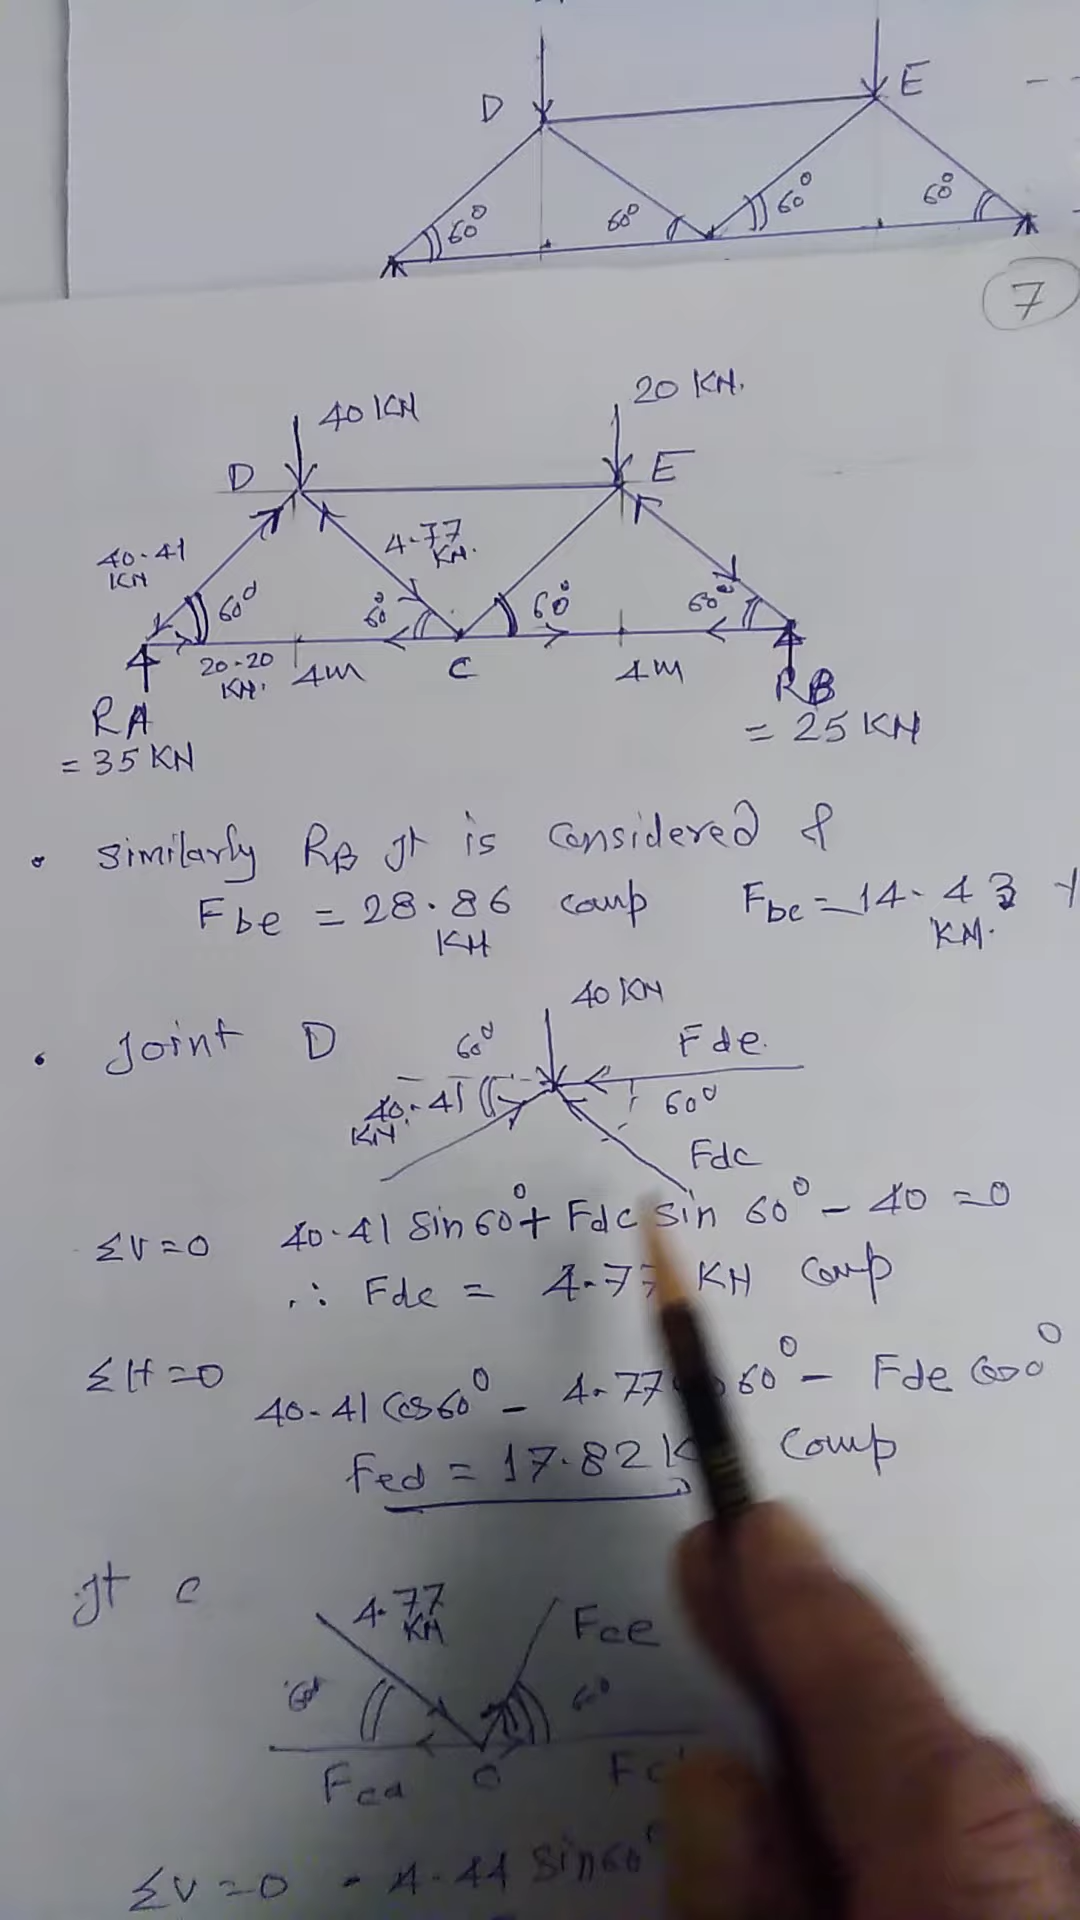 D E
60° 60° 60° 60°
7
40 KN 20 KN.
D E
40.41 KN 4.77 KN.
60° 60° 60° 60°
20.20 KN. 4m C 4m
RA RB
= 35 KN = 25 KN
• Similarly RB Jt is Considered &
Fbe = 28.86 KN comp Fbc = 14.43 KN.
• Joint D
40 KN
60° Fde.
40.41 KN. 60°
Fdc
ΣV=0 40.41 Sin 60° + Fdc sin 60° - 40 = 0
∴ Fdc = 4.77 KN Comp
ΣH=0
40.41 Cos 60° - 4.77 60° - Fde Cos 0°
Fed = 17.82 K Comp
Jt C
4.77 KN Fce
60° 60°
Fca C F
ΣV=0 - 4.44 Sin 60°